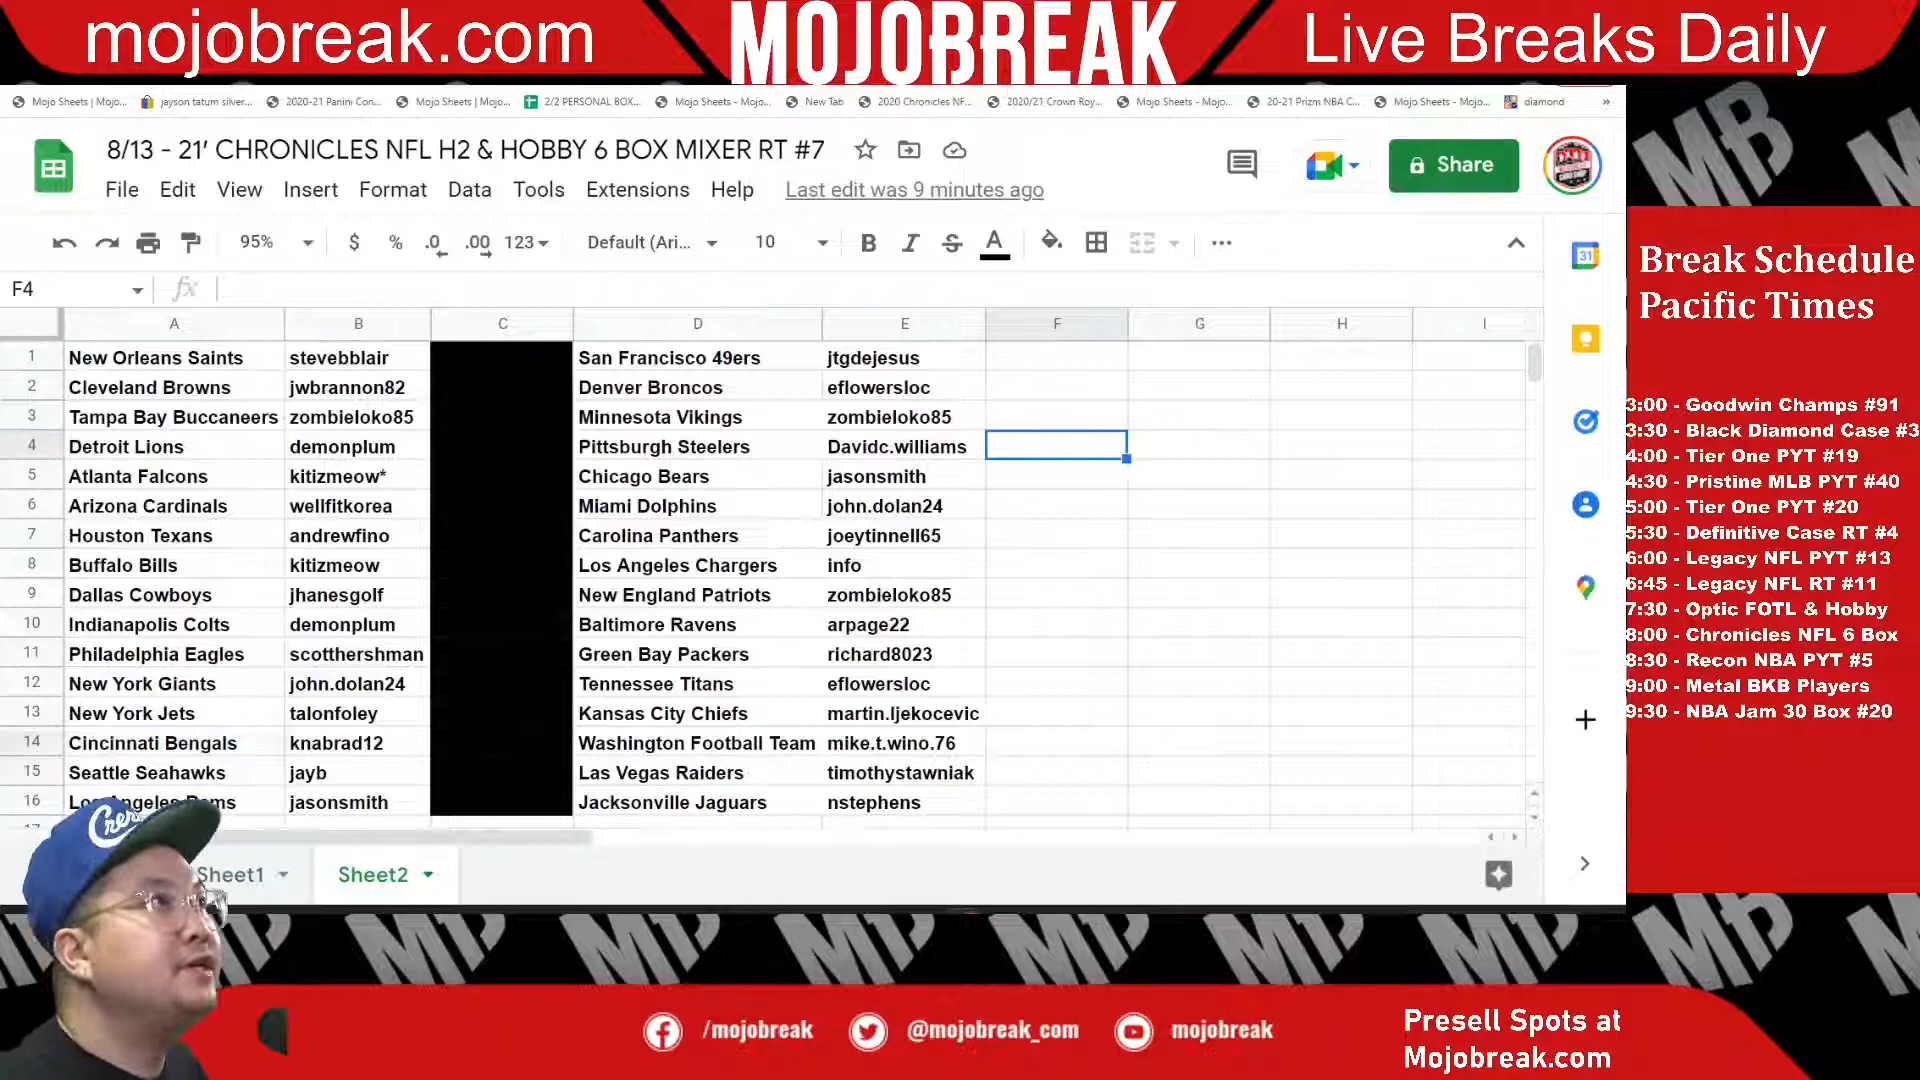 mojobreak.com
MOJOBREAK
Live Breaks Daily
Mojo Sheets | Mojo...
jayson tatum silver...
2020-21 Panini Con...
Mojo Sheets | Mojo...
2/2 PERSONAL BOX...
Mojo Sheets - Mojo...
New Tab
2020 Chronicles NF...
2020/21 Crown Roy...
Mojo Sheets - Mojo...
20-21 Prizm NBA C...
Mojo Sheets - Mojo...
diamond
»
8/13 - 21' CHRONICLES NFL H2 & HOBBY 6 BOX MIXER RT #7
Share
File Edit View Insert Format Data Tools Extensions Help Last edit was 9 minutes ago
95% $ % .0 .00 123 Default (Ari... 10 B I S A
F4 fx
A B C D E F G H I
1 New Orleans Saints stevebblair San Francisco 49ers jtgdejesus
2 Cleveland Browns jwbrannon82 Denver Broncos eflowersloc
3 Tampa Bay Buccaneers zombieloko85 Minnesota Vikings zombieloko85
4 Detroit Lions demonplum Pittsburgh Steelers Davidc.williams
5 Atlanta Falcons kitizmeow* Chicago Bears jasonsmith
6 Arizona Cardinals wellfitkorea Miami Dolphins john.dolan24
7 Houston Texans andrewfino Carolina Panthers joeytinnell65
8 Buffalo Bills kitizmeow Los Angeles Chargers info
9 Dallas Cowboys jhanesgolf New England Patriots zombieloko85
10 Indianapolis Colts demonplum Baltimore Ravens arpage22
11 Philadelphia Eagles scotthershman Green Bay Packers richard8023
12 New York Giants john.dolan24 Tennessee Titans eflowersloc
13 New York Jets talonfoley Kansas City Chiefs martin.ljekocevic
14 Cincinnati Bengals knabrad12 Washington Football Team mike.t.wino.76
15 Seattle Seahawks jayb Las Vegas Raiders timothystawniak
16 Los Angeles Rams jasonsmith Jacksonville Jaguars nstephens
Sheet1
Sheet2
31
Break Schedule
Pacific Times
3:00 - Goodwin Champs #91
3:30 - Black Diamond Case #3
4:00 - Tier One PYT #19
4:30 - Pristine MLB PYT #40
5:00 - Tier One PYT #20
5:30 - Definitive Case RT #4
6:00 - Legacy NFL PYT #13
6:45 - Legacy NFL RT #11
7:30 - Optic FOTL & Hobby
8:00 - Chronicles NFL 6 Box
8:30 - Recon NBA PYT #5
9:00 - Metal BKB Players
9:30 - NBA Jam 30 Box #20
/mojobreak
@mojobreak_com
mojobreak
Presell Spots at
Mojobreak.com